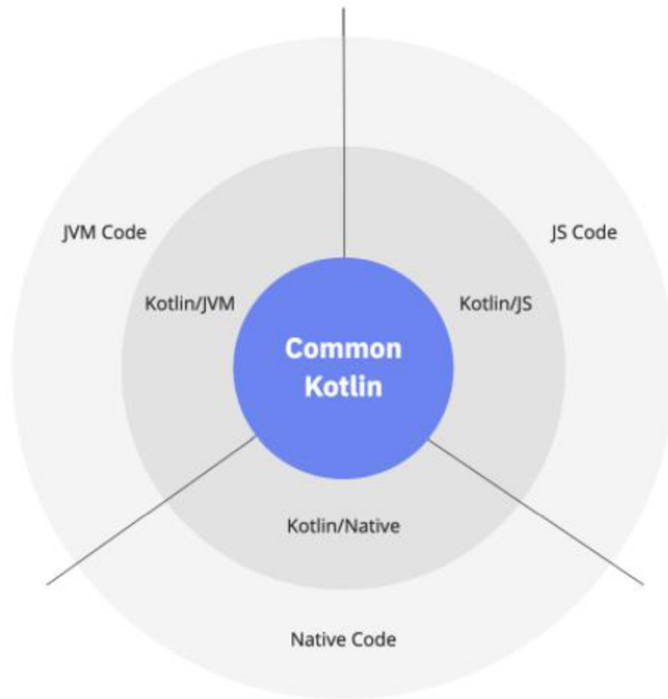 JVM Code
JS Code
Kotlin/JVM
Kotlin/JS
Common
Kotlin
Kotlin/Native
Native Code